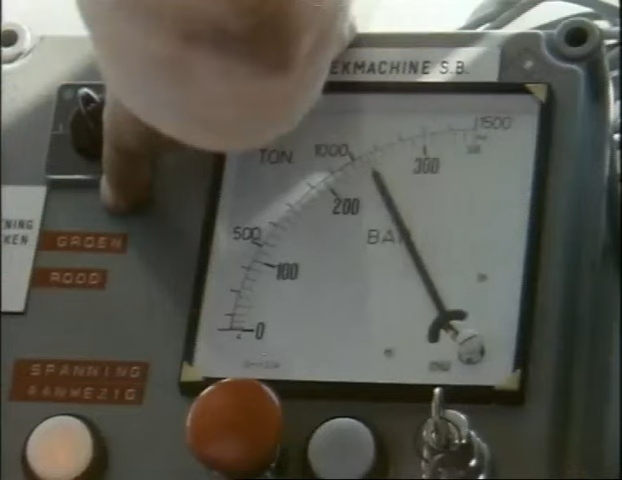 EKMACHINE S.B.
TON.
1000
1500
300
200
500
BAR
100
0
NING
KEN
GROEN
ROOD
SPANNING
AANWEZIG